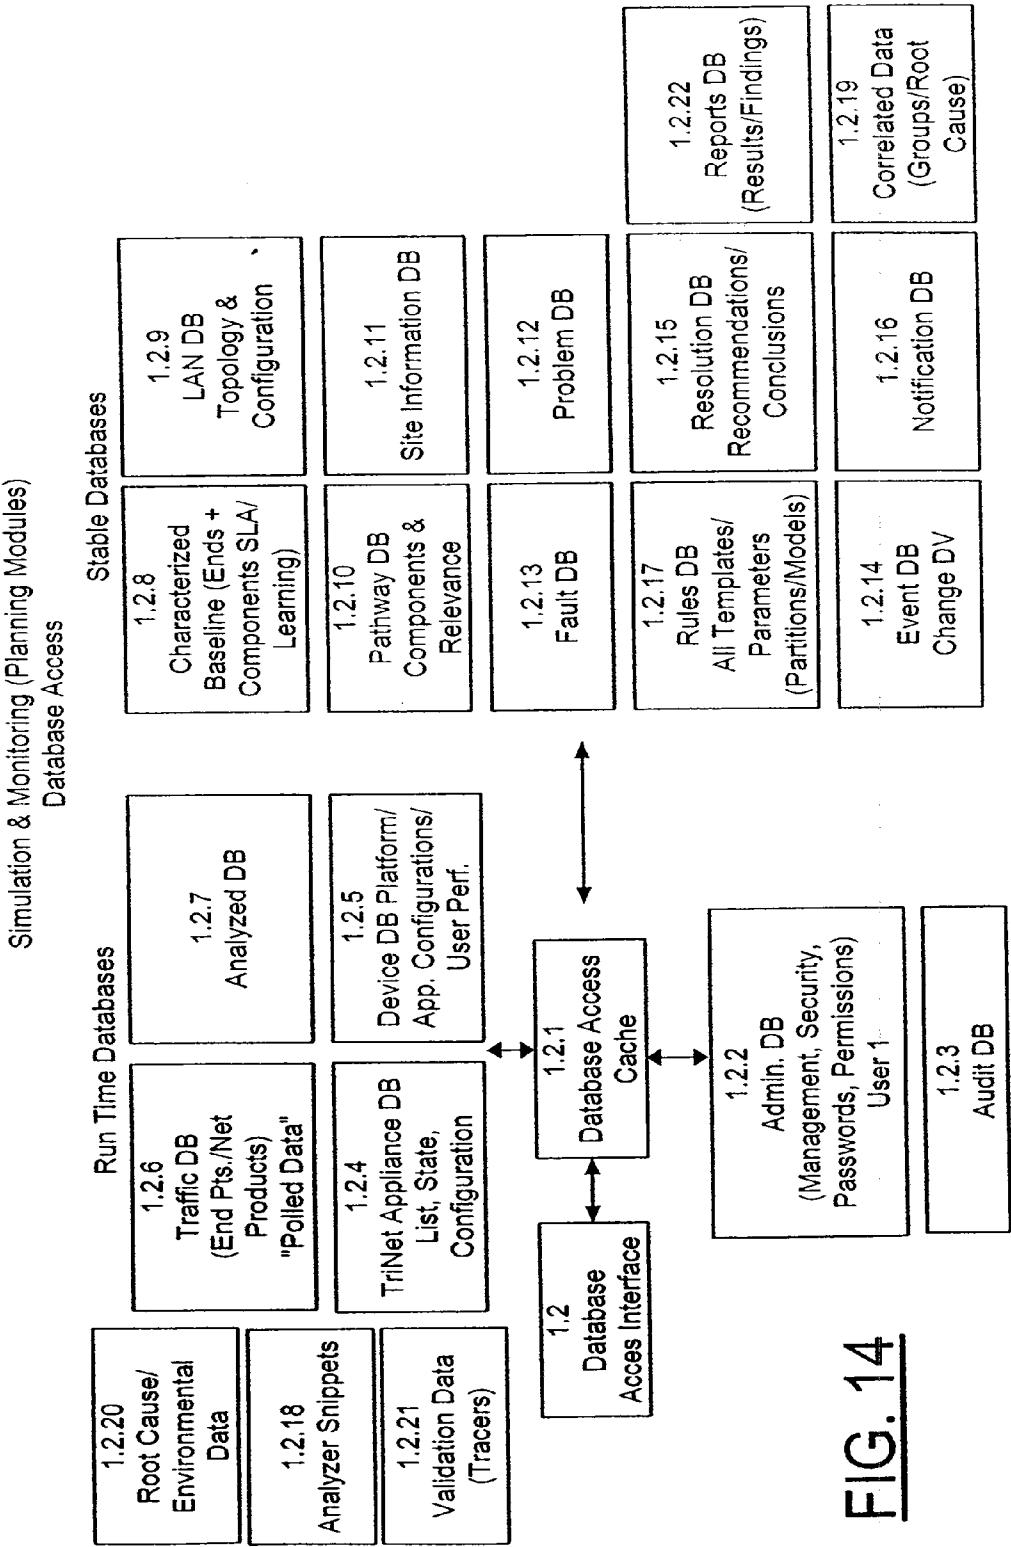 Simulation & Monitoring (Planning Modules)
Database Access
Run Time Databases
Stable Databases
1.2.20
Root Cause/
Environmental
Data
1.2.18
Analyzer Snippets
1.2.21
Validation Data
(Tracers)
1.2.6
Traffic DB
(End Pts./Net
Products)
"Polled Data"
1.2.7
Analyzed DB
1.2.4
TriNet Appliance DB
List, State,
Configuration
1.2.5
Device DB Platform/
App. Configurations/
User Perf.
1.2
Database
Acces Interface
1.2.1
Database Access
Cache
1.2.2
Admin. DB
(Management, Security,
Passwords, Permissions)
User 1
1.2.3
Audit DB
1.2.8
Characterized
Baseline (Ends +
Components SLA/
Learning)
1.2.9
LAN DB
Topology &
Configuration
1.2.10
Pathway DB
Components &
Relevance
1.2.11
Site Information DB
1.2.13
Fault DB
1.2.12
Problem DB
1.2.17
Rules DB
All Templates/
Parameters
(Partitions/Models)
1.2.15
Resolution DB
Recommendations/
Conclusions
1.2.22
Reports DB
(Results/Findings)
1.2.14
Event DB
Change DV
1.2.16
Notification DB
1.2.19
Correlated Data
(Groups/Root
Cause)
FIG. 14